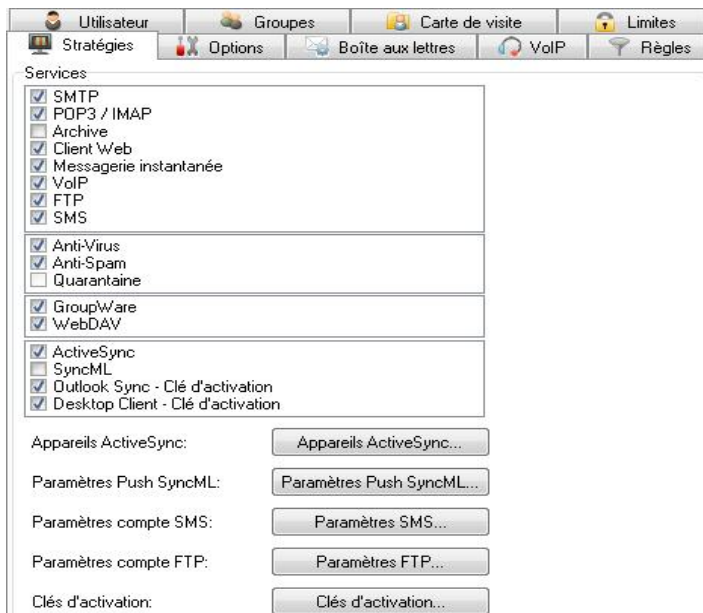 Utilisateur Groupes Carte de visite Limites
Stratégies Options Boîte aux lettres VoIP Règles
Services
SMTP
POP3 / IMAP
Archive
Client Web
Messagerie instantanée
VoIP
FTP
SMS
Anti-Virus
Anti-Spam
Quarantaine
GroupWare
WebDAV
ActiveSync
SyncML
Outlook Sync - Clé d'activation
Desktop Client - Clé d'activation
Appareils ActiveSync: Appareils ActiveSync...
Paramètres Push SyncML: Paramètres Push SyncML...
Paramètres compte SMS: Paramètres SMS...
Paramètres compte FTP: Paramètres FTP...
Clés d'activation: Clés d'activation...